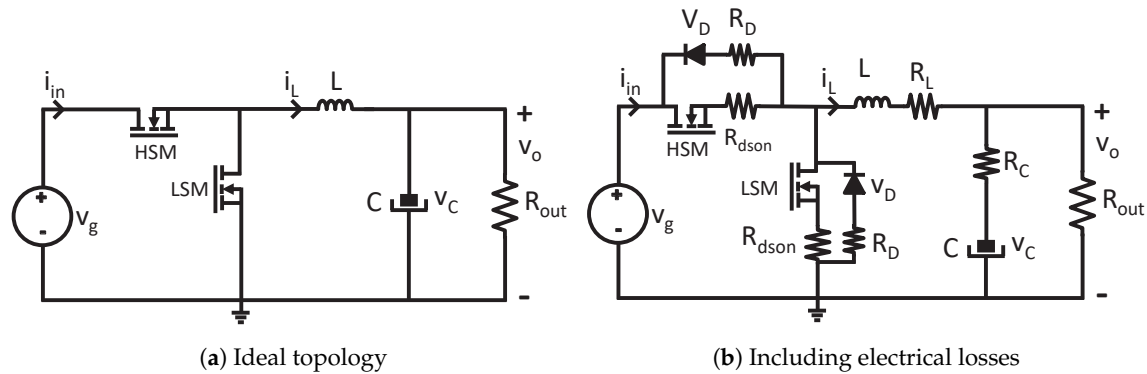 i_in
HSM
i_L
L
+
v_o
-
LSM
+
-
v_g
C
v_C
R_out
(a) Ideal topology
V_D
R_D
i_in
HSM
R_dson
i_L
L
R_L
+
v_o
-
LSM
v_D
R_dson
R_D
+
-
v_g
R_C
C
v_C
R_out
(b) Including electrical losses